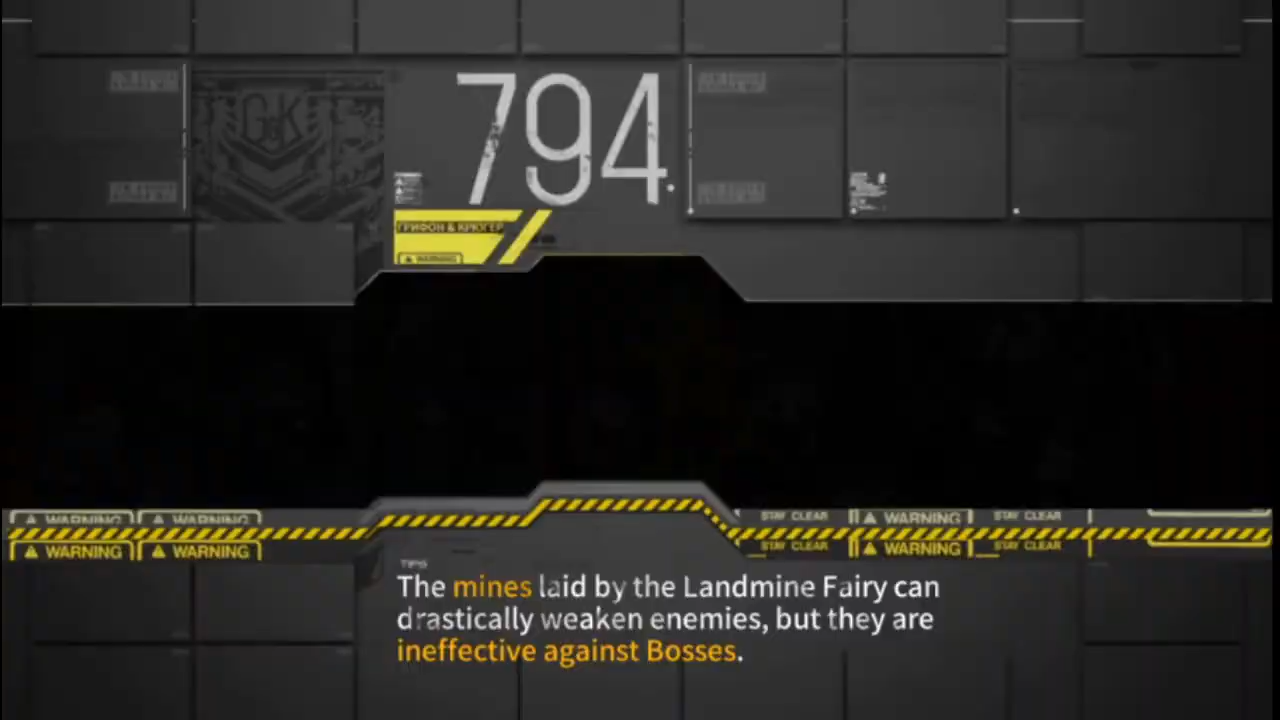 G&K
794.
ГРИФОН & КРЮГЕР
WARNING
WARNING WARNING STAY CLEAR WARNING STAY CLEAR
WARNING WARNING STAY CLEAR WARNING STAY CLEAR
TIPS
The mines laid by the Landmine Fairy can
drastically weaken enemies, but they are
ineffective against Bosses.